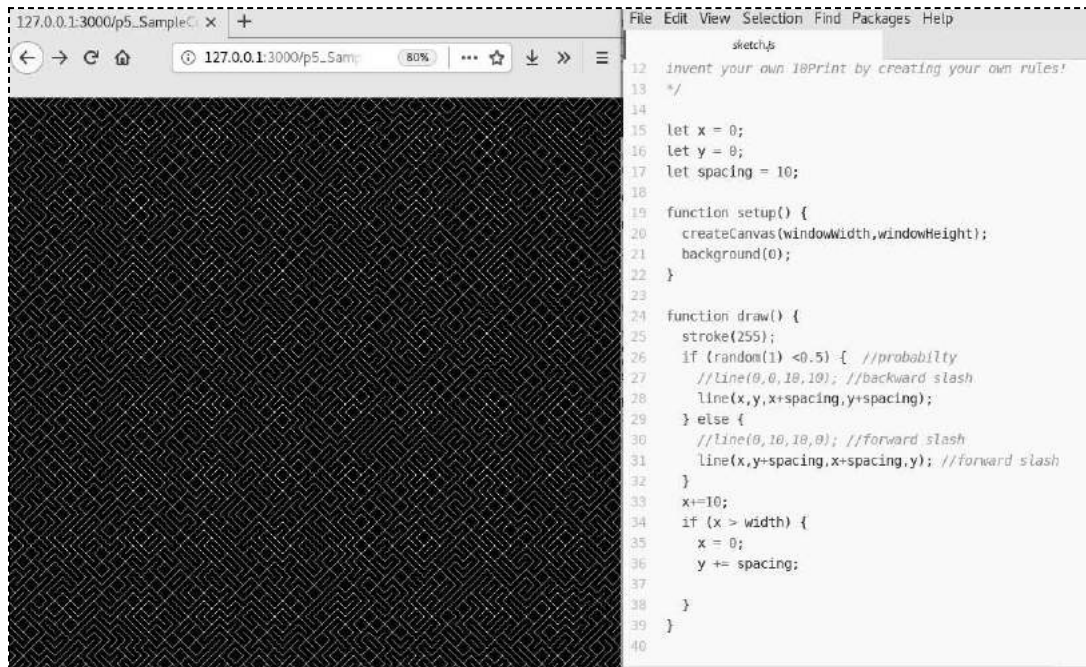 127.0.0.1:3000/p5_SampleC
127.0.0.1:3000/p5_Samp 80%
File Edit View Selection Find Packages Help
sketch.js
12 invent your own 10Print by creating your own rules!
13 */
14
15 let x = 0;
16 let y = 0;
17 let spacing = 10;
18
19 function setup() {
20 createCanvas(windowWidth,windowHeight);
21 background(0);
22 }
23
24 function draw() {
25 stroke(255);
26 if (random(1) <0.5) { //probabilty
27 //line(0,0,10,10); //backward slash
28 line(x,y,x+spacing,y+spacing);
29 } else {
30 //line(0,10,10,0); //forward slash
31 line(x,y+spacing,x+spacing,y); //forward slash
32 }
33 x+=10;
34 if (x > width) {
35 x = 0;
36 y += spacing;
37
38 }
39 }
40